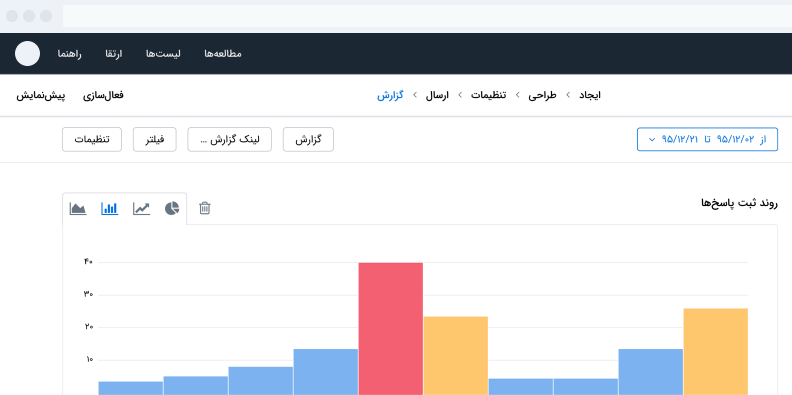 مطالعه‌ها لیست‌ها ارتقا راهنما
ایجاد > طراحی > تنظیمات > ارسال > گزارش فعال‌سازی پیش‌نمایش
از ۹۵/۱۲/۰۲ تا ۹۵/۱۲/۲۱ گزارش لینک گزارش ... فیلتر تنظیمات
روند ثبت پاسخ‌ها
۴۰
۳۰
۲۰
۱۰